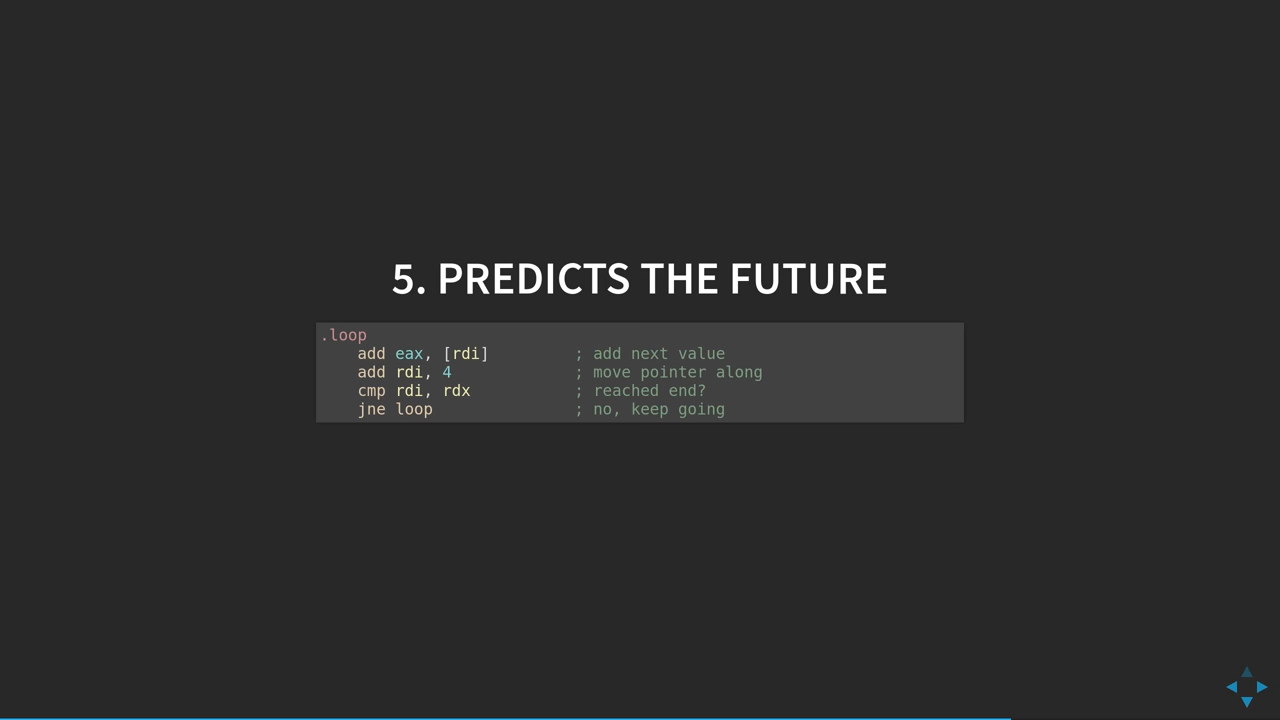 5. PREDICTS THE FUTURE
.loop
    add eax, [rdi]         ; add next value
    add rdi, 4             ; move pointer along
    cmp rdi, rdx           ; reached end?
    jne loop               ; no, keep going